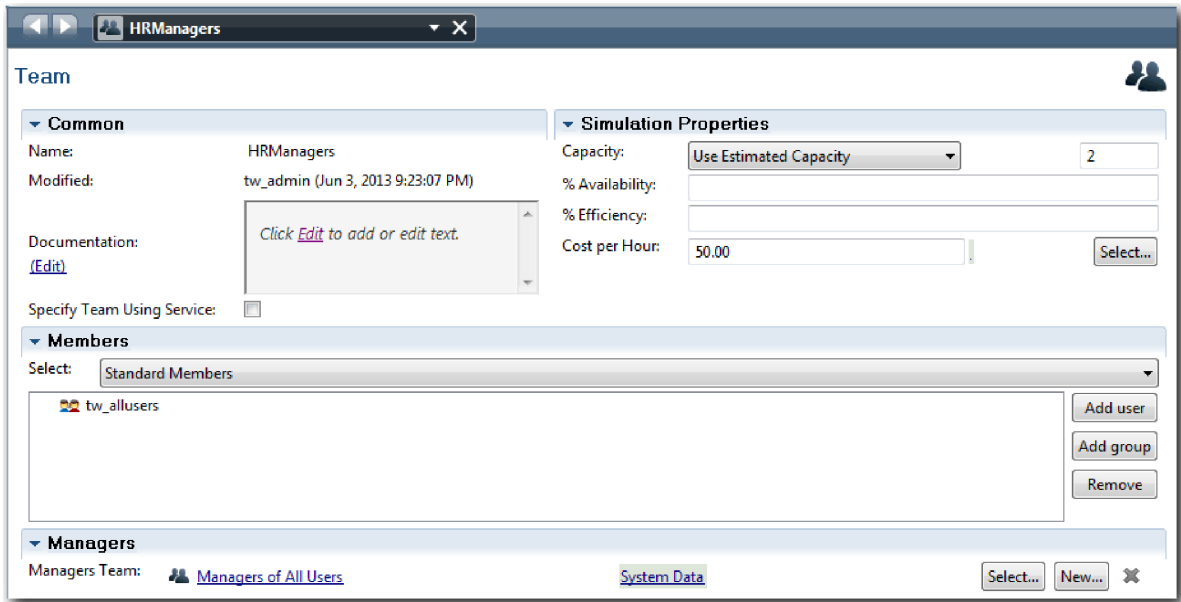 HRManagers
Team
Common
Name: HRManagers
Modified: tw_admin (Jun 3, 2013 9:23:07 PM)
Documentation:
(Edit)
Click Edit to add or edit text.
Specify Team Using Service:
Simulation Properties
Capacity: Use Estimated Capacity 2
% Availability:
% Efficiency:
Cost per Hour: 50.00 Select...
Members
Select: Standard Members
tw_allusers
Add user
Add group
Remove
Managers
Managers Team: Managers of All Users System Data Select... New...